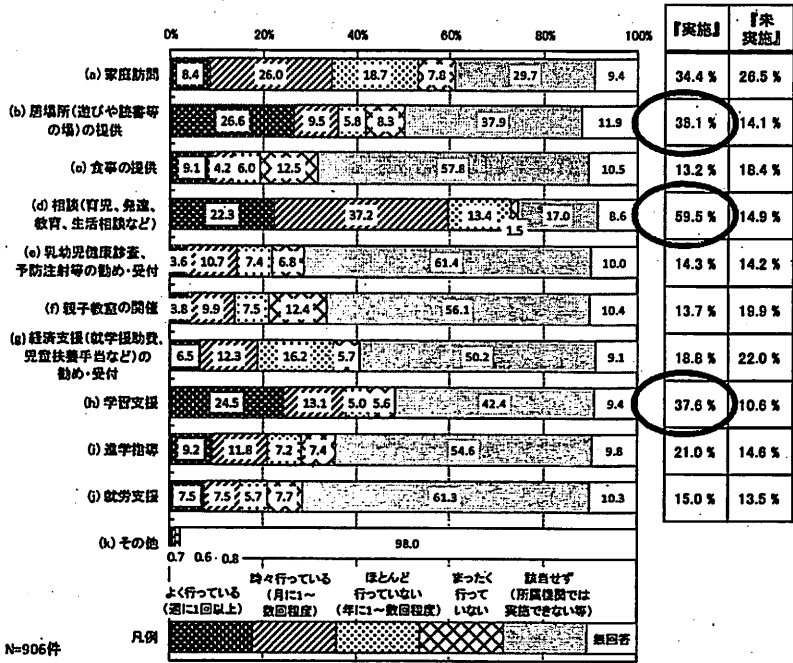 0% 20% 40% 60% 80% 100%
『実施』 『未
実施』
(a) 家庭訪問 8.4 26.0 18.7 7.8 29.7 9.4 34.4 % 26.5 %
(b) 居場所(遊びや読書等
の場)の提供 26.6 9.5 5.8 8.3 37.9 11.9 36.1 % 14.1 %
(c) 食事の提供 9.1 4.2 6.0 12.5 57.8 10.5 13.2 % 18.4 %
(d) 相談(育児、発達、
教育、生活相談など) 22.3 37.2 13.4 1.5 17.0 8.6 59.5 % 14.9 %
(e) 乳幼児健康診査、
予防注射等の勧め・受付 3.6 10.7 7.4 6.8 61.4 10.0 14.3 % 14.2 %
(f) 親子教室の開催 3.8 9.9 7.5 12.4 56.1 10.4 13.7 % 19.9 %
(g) 経済支援(就学援助費、
児童扶養手当など)の
勧め・受付 6.5 12.3 16.2 5.7 50.2 9.1 18.8 % 22.0 %
(h) 学習支援 24.5 13.1 5.0 5.6 42.4 9.4 37.6 % 10.6 %
(i) 進学指導 9.2 11.8 7.2 7.4 54.6 9.8 21.0 % 14.6 %
(j) 就労支援 7.5 7.5 5.7 7.7 61.3 10.3 15.0 % 13.5 %
(k) その他 98.0
0.7 0.6 0.8
よく行っている
(週に1回以上)
時々行っている
(月に1〜
数回程度)
ほとんど
行っていない
(年に1〜数回程度)
まったく
行って
いない
該当せず
(所属機関では
実施できない等)
凡例 無回答
N=906件